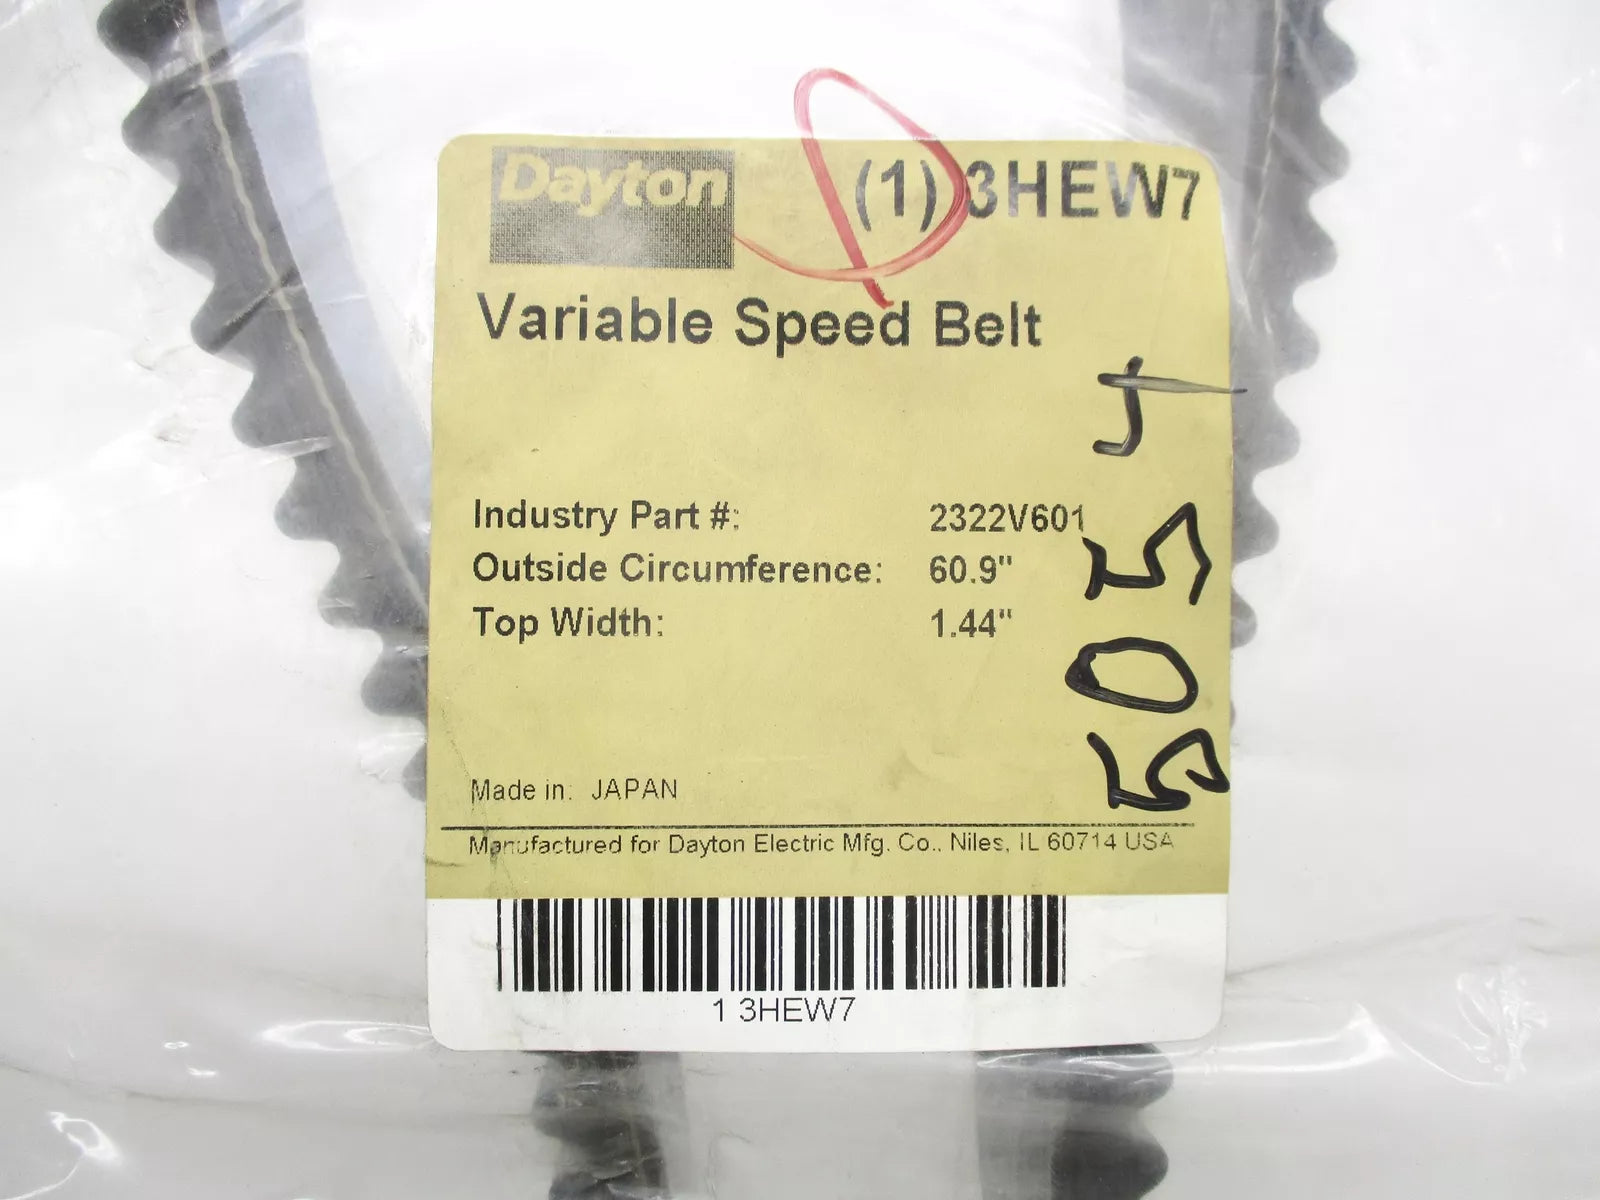 Dayton (1) 3HEW7
Variable Speed Belt
Industry Part #: 2322V601
Outside Circumference: 60.9"
Top Width: 1.44"
Made in: JAPAN
Manufactured for Dayton Electric Mfg. Co., Niles, IL 60714 USA
1 3HEW7